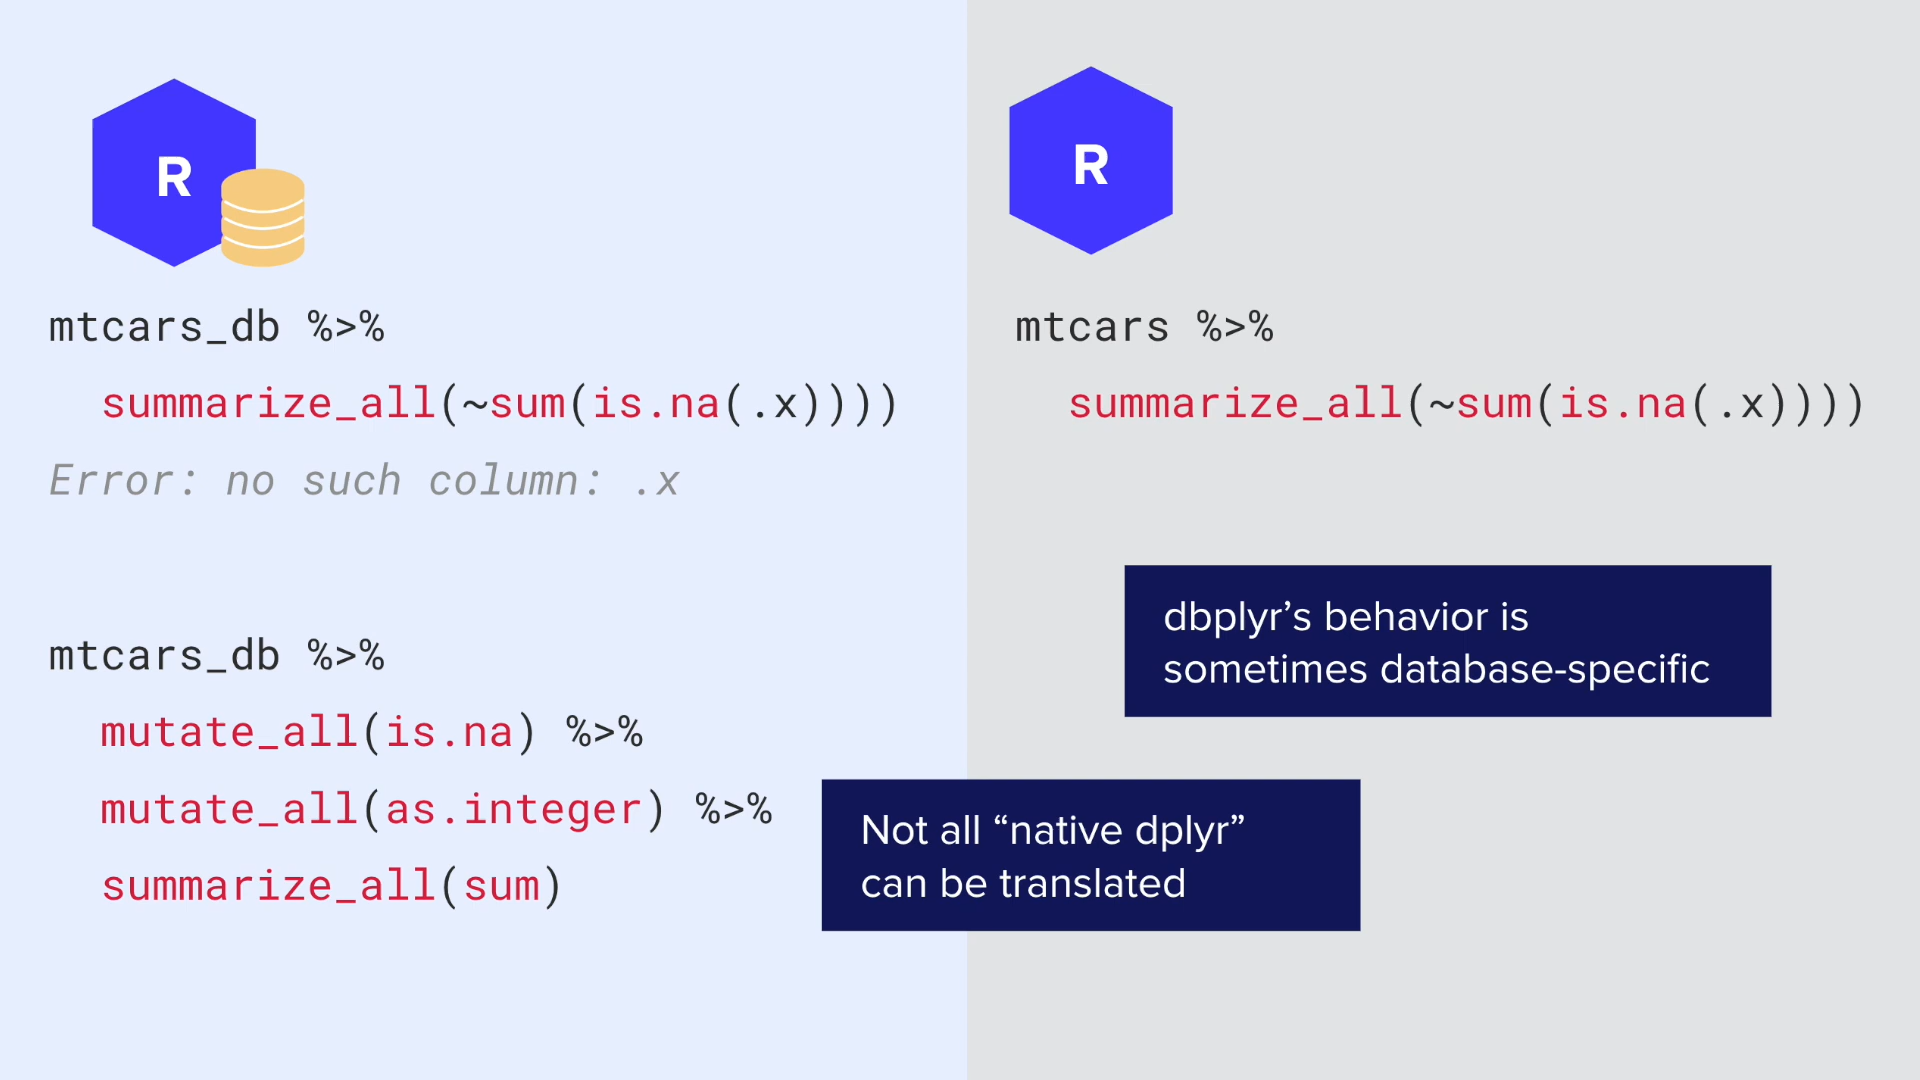 R
mtcars_db %>%
summarize_all(~sum(is.na(.x))))
Error: no such column: .x
mtcars_db %>%
mutate_all(is.na) %>%
mutate_all(as.integer) %>%
summarize_all(sum)
R
mtcars %>%
summarize_all(~sum(is.na(.x))))
dbplyr’s behavior is
sometimes database-specific
Not all “native dplyr”
can be translated